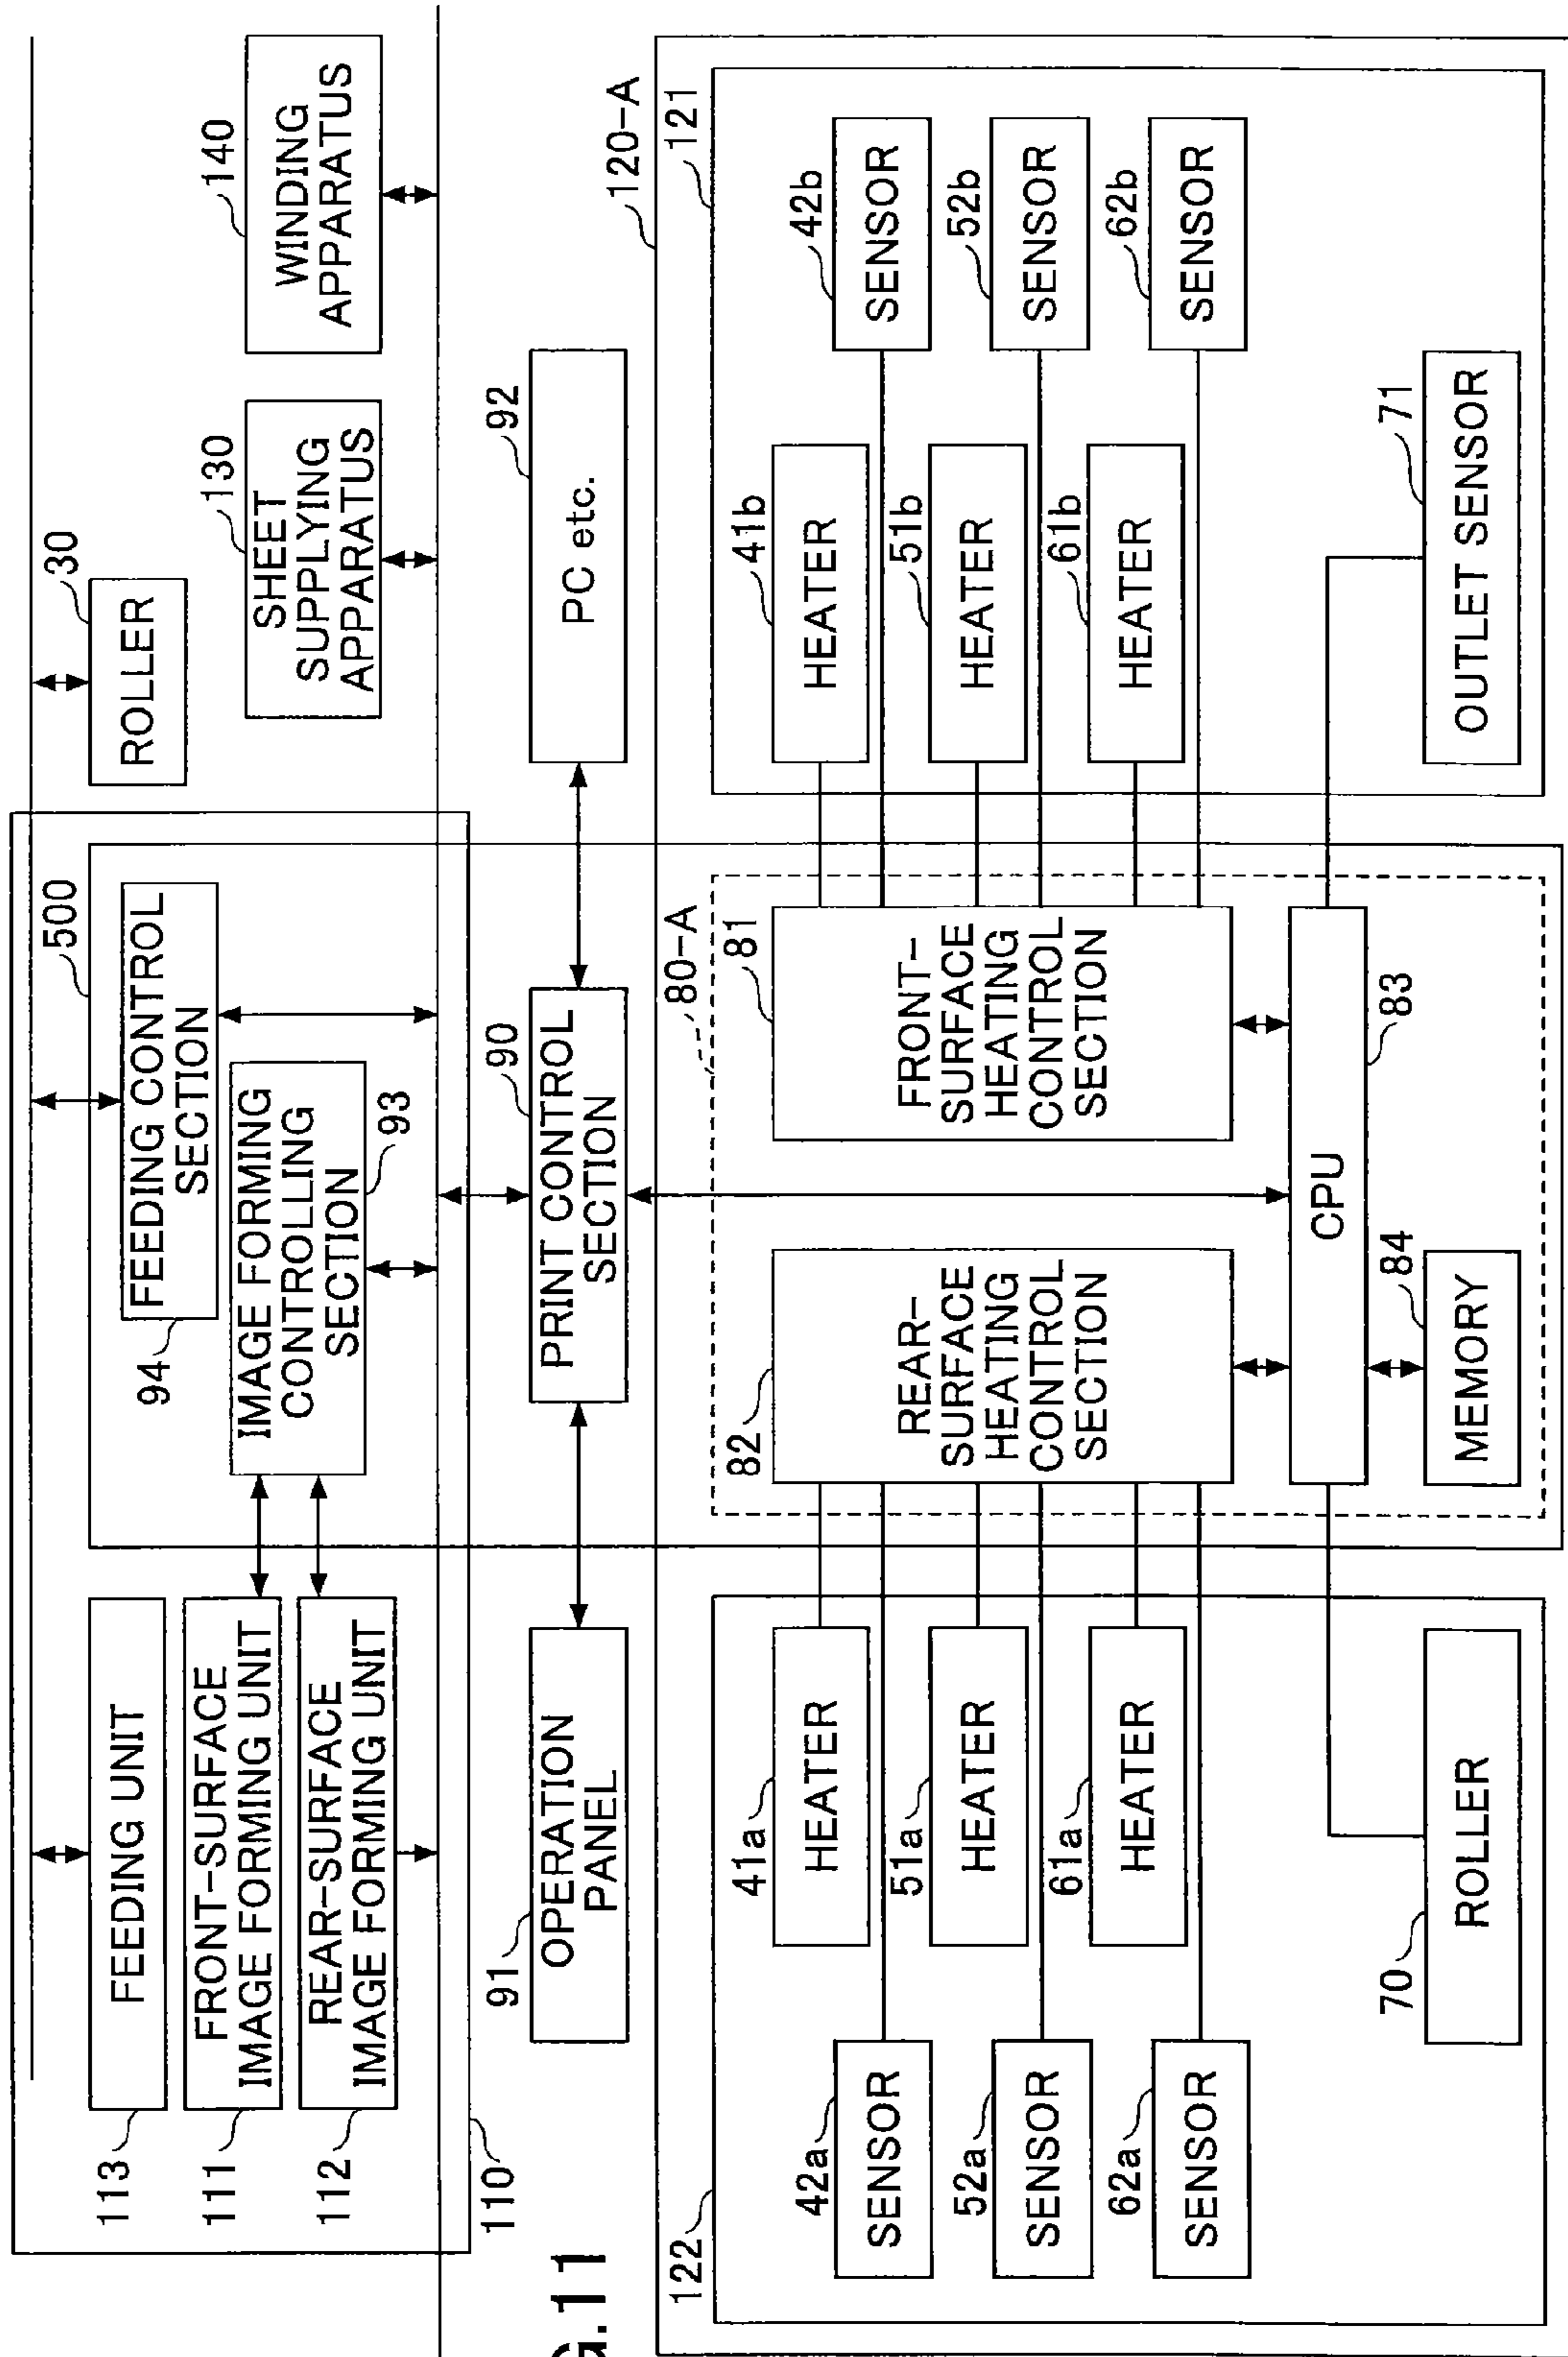 500
30
FEEDING UNIT
FEEDING CONTROL
SECTION
ROLLER
113
94
FRONT-SURFACE
IMAGE FORMING UNIT
111
IMAGE FORMING
CONTROLLING
SECTION
93
130
SHEET
SUPPLYING
APPARATUS
140
WINDING
APPARATUS
REAR-SURFACE
IMAGE FORMING UNIT
112
110
91
OPERATION
PANEL
90
PRINT CONTROL
SECTION
92
PC etc.
G.11
120-A
122
80-A
121
41a
HEATER
42a
SENSOR
51a
HEATER
52a
SENSOR
61a
HEATER
62a
SENSOR
82
REAR-
SURFACE
HEATING
CONTROL
SECTION
81
FRONT-
SURFACE
HEATING
CONTROL
SECTION
41b
HEATER
42b
SENSOR
51b
HEATER
52b
SENSOR
61b
HEATER
62b
SENSOR
CPU
83
70
ROLLER
84
MEMORY
71
OUTLET SENSOR